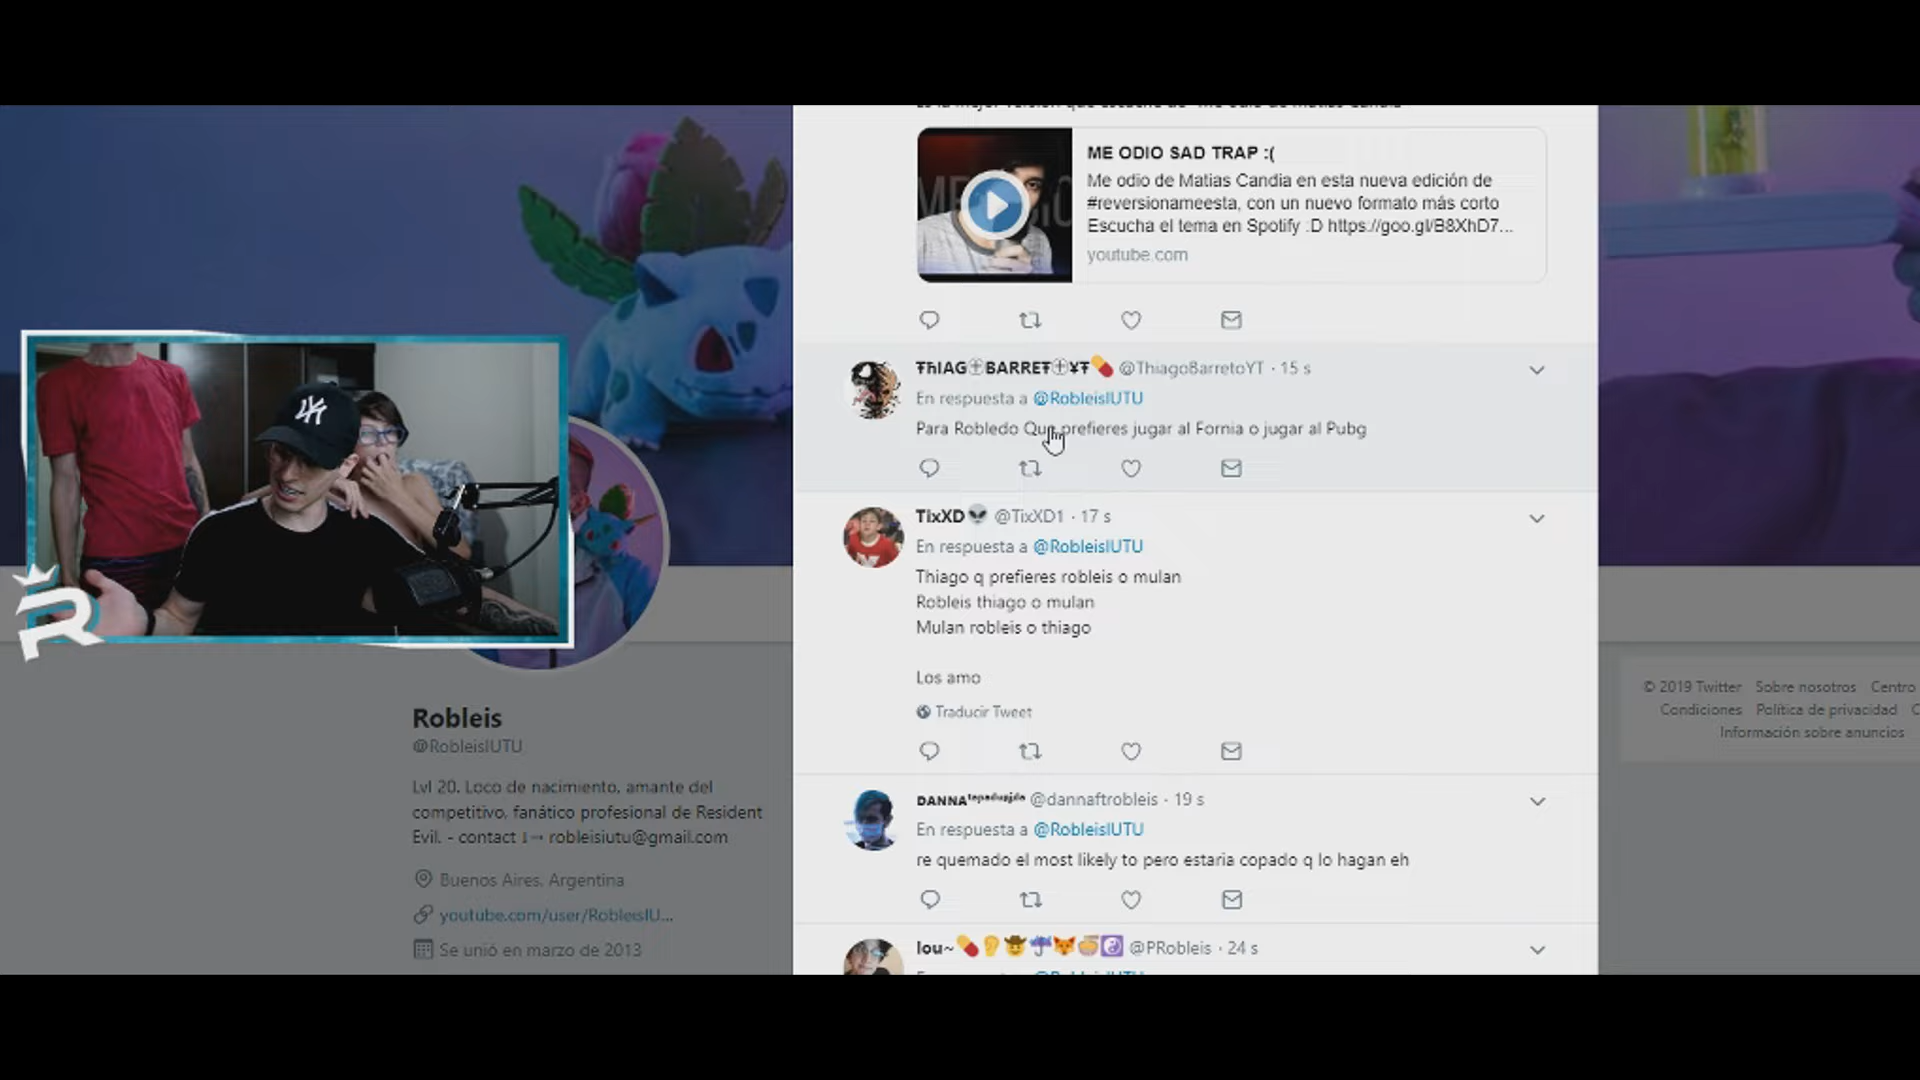 ME ODIO SAD TRAP :(
Me odio de Matias Candia en esta nueva edición de
#reversionameesta, con un nuevo formato más corto
Escucha el tema en Spotify :D https://goo.gl/B8XhD7...
youtube.com
ŦħIAG BARREŦ ¥Ŧ @ThiagoBarretoYT · 15 s
En respuesta a @RobleisIUTU
Para Robledo Que prefieres jugar al Fornia o jugar al Pubg
TixXD @TixXD1 · 17 s
En respuesta a @RobleisIUTU
Thiago q prefieres robleis o mulan
Robleis thiago o mulan
Mulan robleis o thiago
Los amo
Traducir Tweet
DANNA @dannaftrobleis · 19 s
En respuesta a @RobleisIUTU
re quemado el most likely to pero estaria copado q lo hagan eh
lou~ @PRobleis · 24 s
Robleis
@RobleisIUTU
Lvl 20. Loco de nacimiento, amante del
competitivo, fanático profesional de Resident
Evil. - contact robleisiutu@gmail.com
Buenos Aires, Argentina
youtube.com/user/RobleisIU...
Se unió en marzo de 2013
© 2019 Twitter Sobre nosotros Centro
Condiciones Política de privacidad
Información sobre anuncios